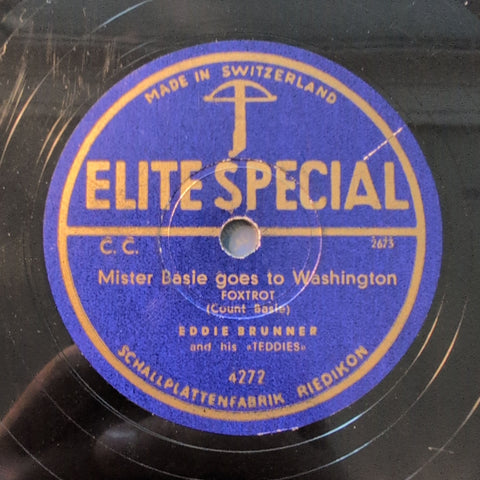 MADE IN SWITZERLAND
ELITE SPECIAL
C. C.
2673
Mister Basie goes to Washington
FOXTROT
(Count Basie)
EDDIE BRUNNER
and his «TEDDIES»
4272
SCHALLPLATTENFABRIK RIEDIKON